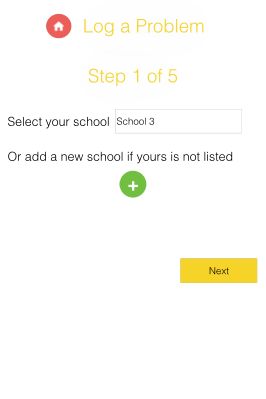 Log a Problem
Step 1 of 5
Select your school School 3
Or add a new school if yours is not listed
+
Next